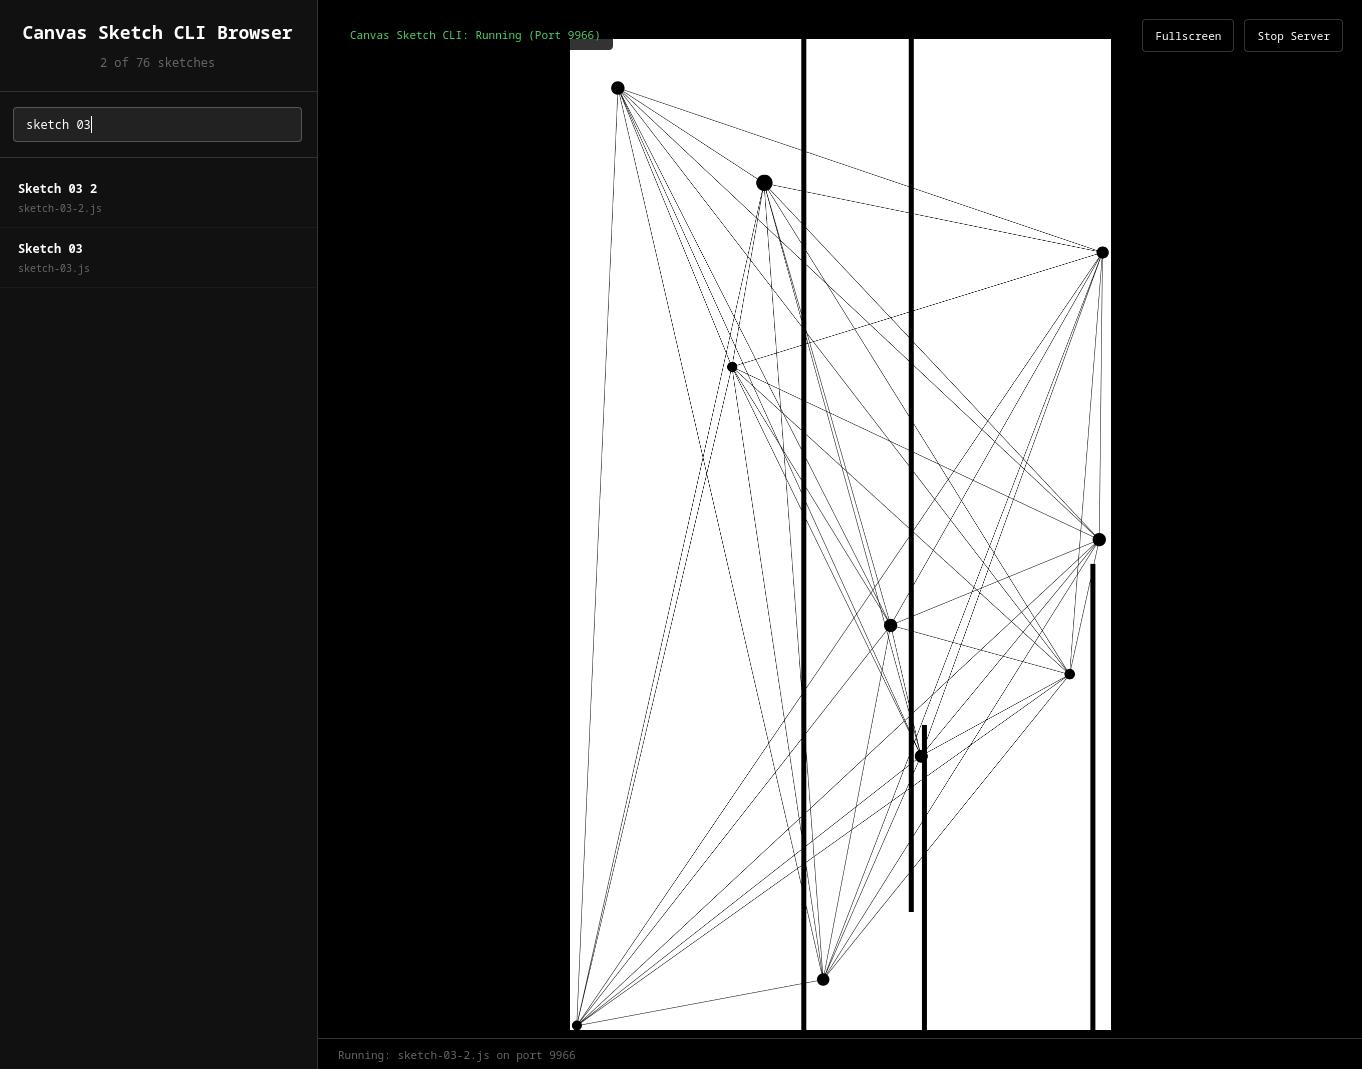 Canvas Sketch CLI Browser
2 of 76 sketches
sketch 03
Sketch 03 2
sketch-03-2.js
Sketch 03
sketch-03.js
Canvas Sketch CLI: Running (Port 9966)
Fullscreen
Stop Server
Running: sketch-03-2.js on port 9966